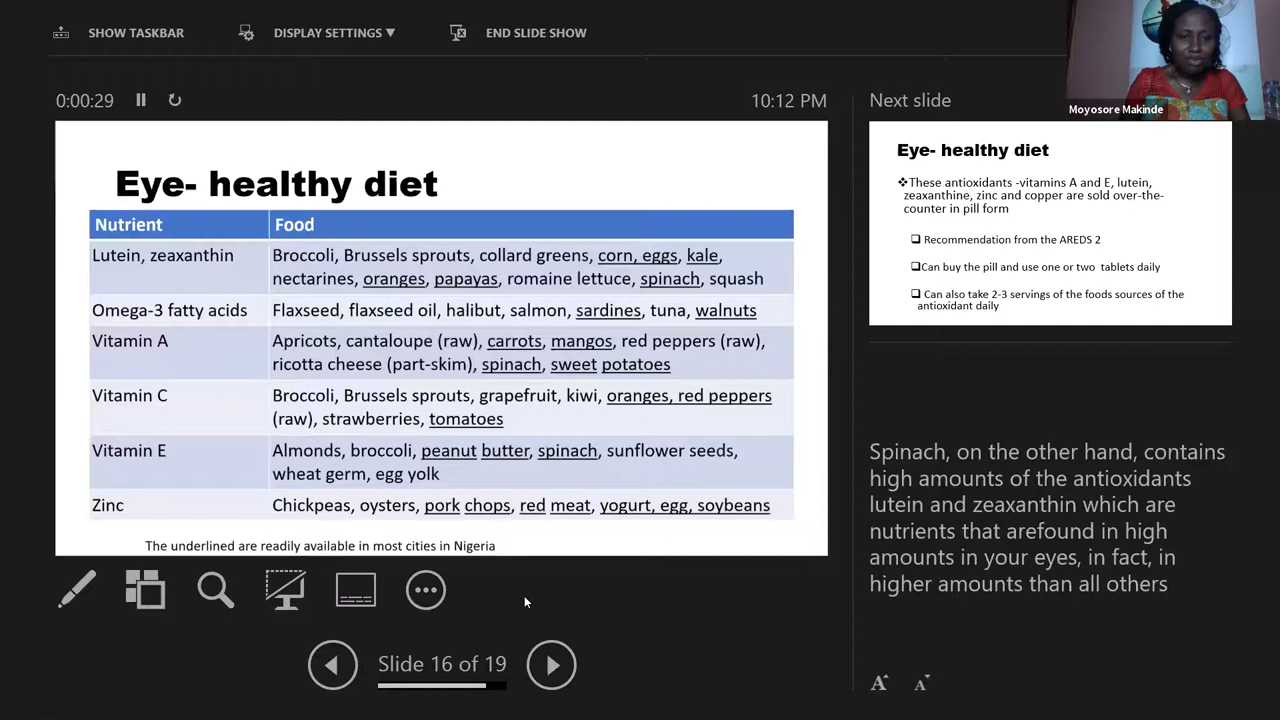 SHOW TASKBAR
DISPLAY SETTINGS ▼
END SLIDE SHOW
Moyosore Makinde
0:00:29
10:12 PM
Next slide
Eye- healthy diet
Nutrient Food
Lutein, zeaxanthin Broccoli, Brussels sprouts, collard greens, corn, eggs, kale,
nectarines, oranges, papayas, romaine lettuce, spinach, squash
Omega-3 fatty acids Flaxseed, flaxseed oil, halibut, salmon, sardines, tuna, walnuts
Vitamin A Apricots, cantaloupe (raw), carrots, mangos, red peppers (raw),
ricotta cheese (part-skim), spinach, sweet potatoes
Vitamin C Broccoli, Brussels sprouts, grapefruit, kiwi, oranges, red peppers
(raw), strawberries, tomatoes
Vitamin E Almonds, broccoli, peanut butter, spinach, sunflower seeds,
wheat germ, egg yolk
Zinc Chickpeas, oysters, pork chops, red meat, yogurt, egg, soybeans
The underlined are readily available in most cities in Nigeria
Slide 16 of 19
Eye- healthy diet
❖These antioxidants -vitamins A and E, lutein,
zeaxanthine, zinc and copper are sold over-the-
counter in pill form
❑ Recommendation from the AREDS 2
❑Can buy the pill and use one or two tablets daily
❑ Can also take 2-3 servings of the foods sources of the
antioxidant daily
Spinach, on the other hand, contains
high amounts of the antioxidants
lutein and zeaxanthin which are
nutrients that arefound in high
amounts in your eyes, in fact, in
higher amounts than all others
A A